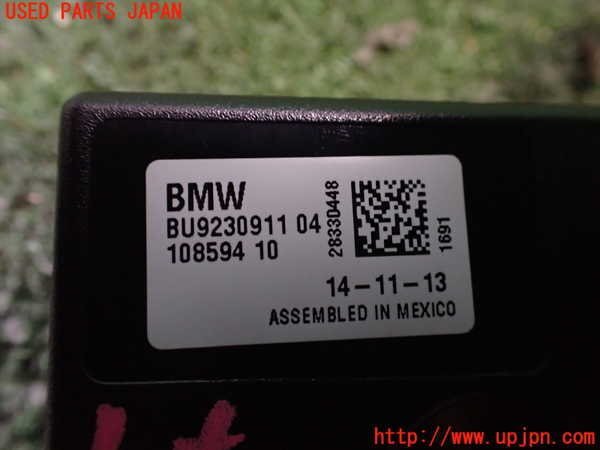 USED PARTS JAPAN
BMW
BU9230911 04
108594 10
28330448
1691
14-11-13
ASSEMBLED IN MEXICO
http://www.upjpn.com/